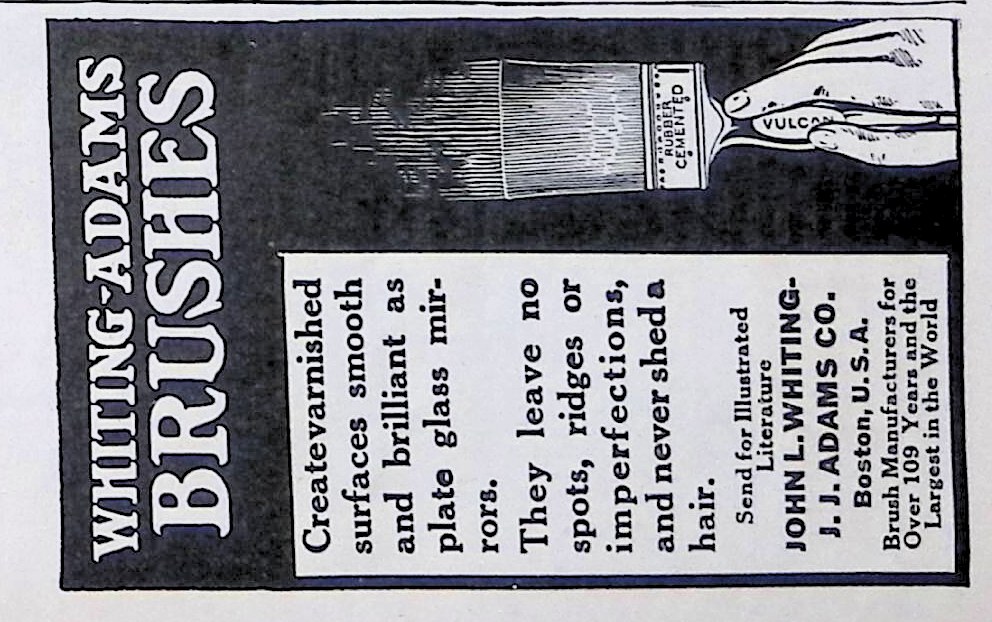 WHITING-ADAMS
BRUSHES
Create varnished
surfaces smooth
and brilliant as
plate glass mir-
rors.
They leave no
spots, ridges or
imperfections,
and never shed a
hair.
Send for Illustrated
Literature
JOHN L. WHITING-
J. J. ADAMS CO.
Boston, U. S. A.
Brush Manufacturers for
Over 109 Years and the
Largest in the World
RUBBER
CEMENTED